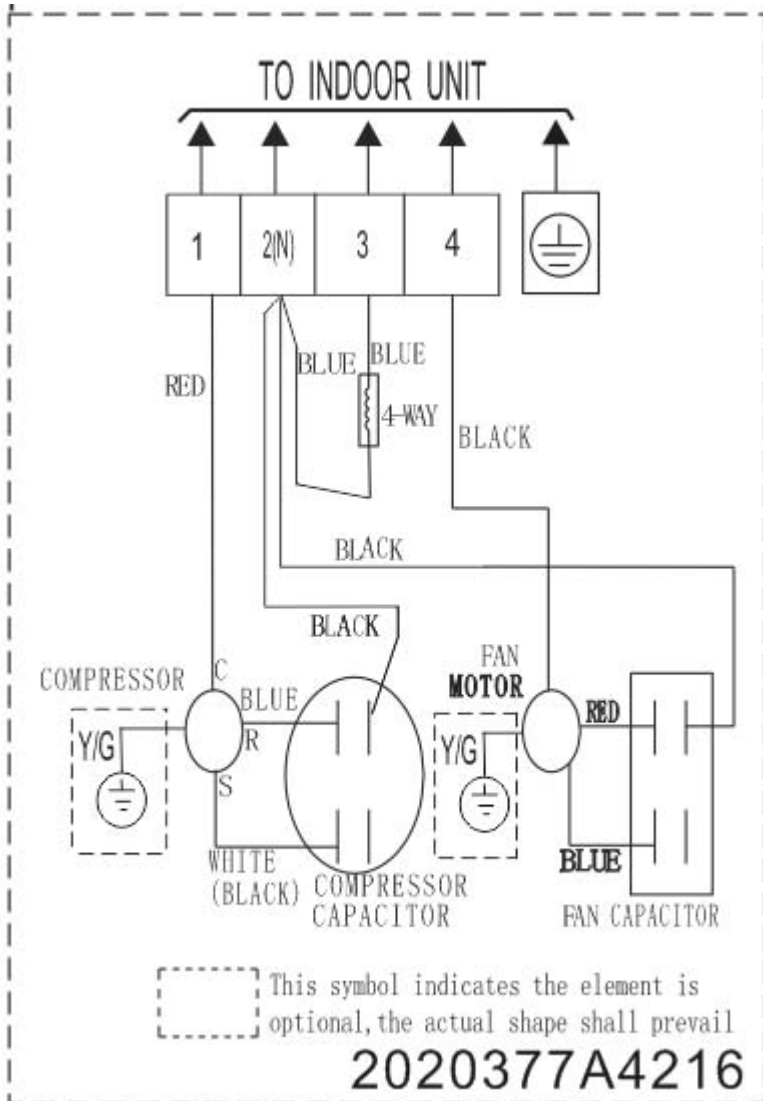 TO INDOOR UNIT
1 2(N) 3 4
RED
BLUE
BLUE
4-WAY
BLACK
BLACK
BLACK
COMPRESSOR
C
BLUE
R
S
Y/G
WHITE
(BLACK)
COMPRESSOR
CAPACITOR
FAN
MOTOR
RED
Y/G
BLUE
FAN CAPACITOR
This symbol indicates the element is
optional,the actual shape shall prevail
2020377A4216